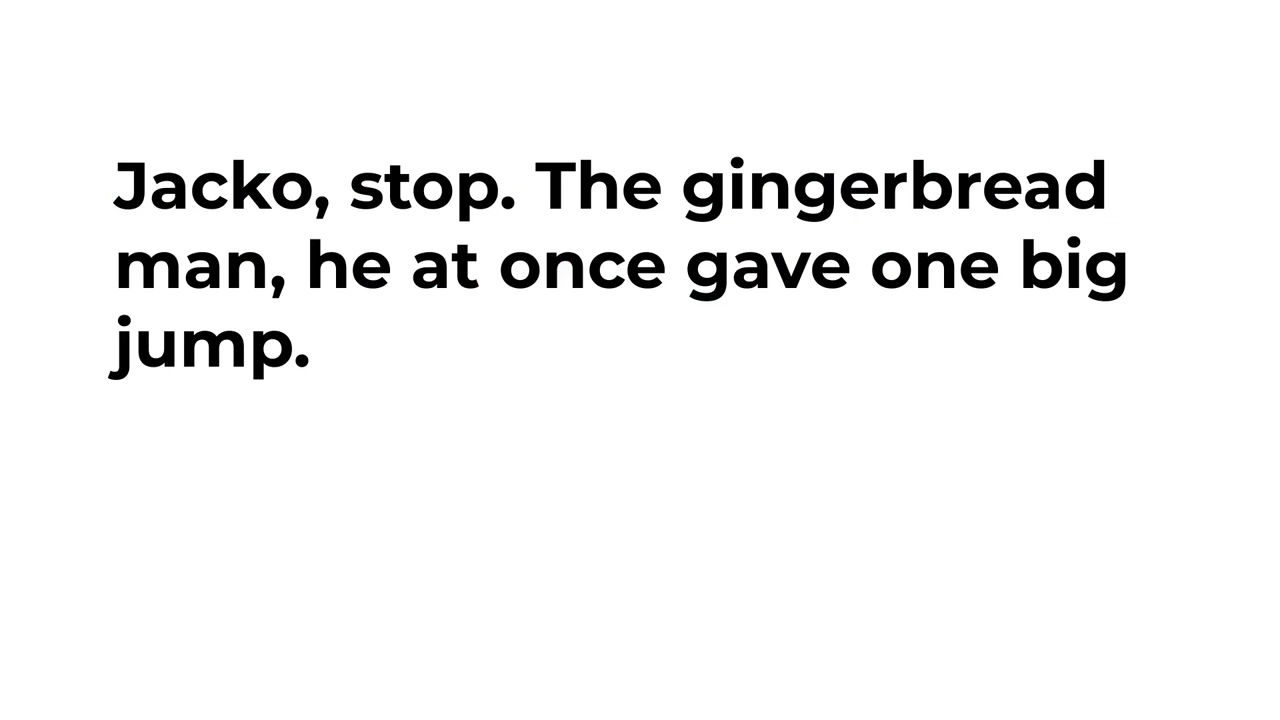 Jacko, stop. The gingerbread
man, he at once gave one big
jump.